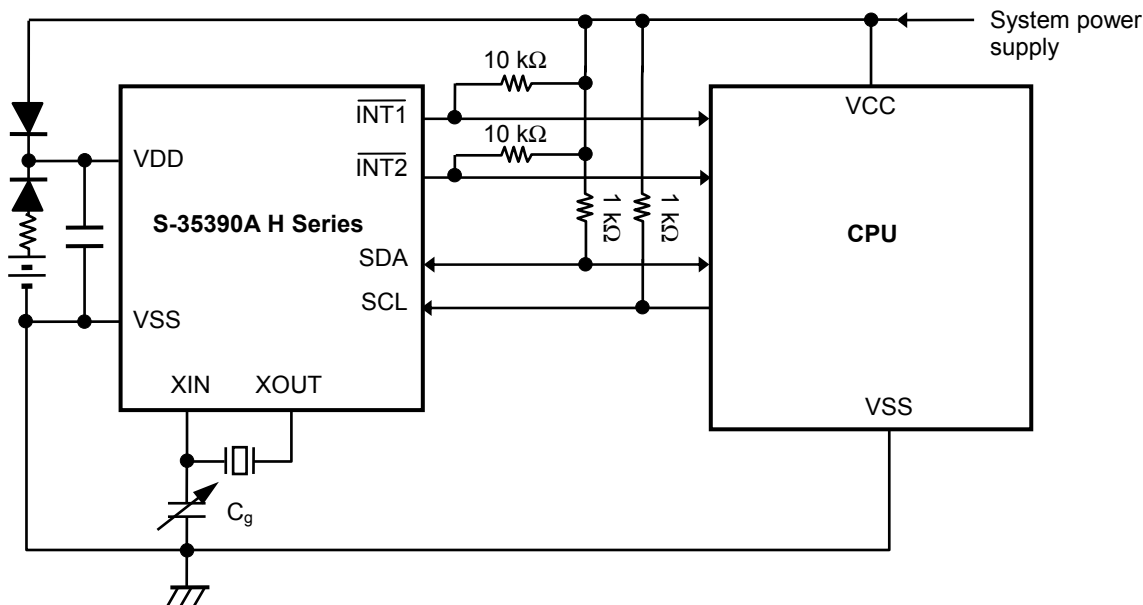 System power
supply
10 kΩ
INT1
VCC
10 kΩ
VDD
INT2
S-35390A H Series
1 kΩ
1 kΩ
CPU
SDA
SCL
VSS
XIN
XOUT
VSS
Cg